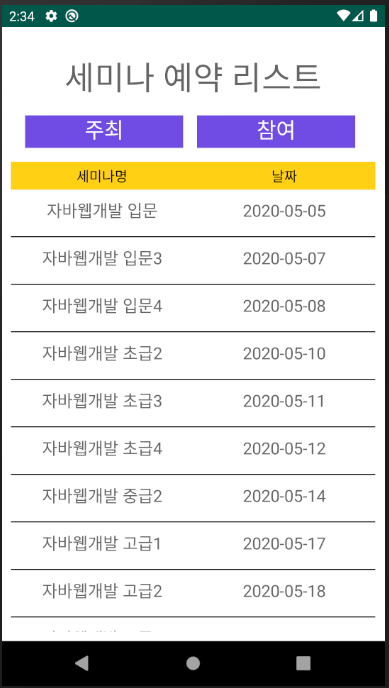 2:34
세미나 예약 리스트
주최 참여
세미나명 날짜
자바웹개발 입문 2020-05-05
자바웹개발 입문3 2020-05-07
자바웹개발 입문4 2020-05-08
자바웹개발 초급2 2020-05-10
자바웹개발 초급3 2020-05-11
자바웹개발 초급4 2020-05-12
자바웹개발 중급2 2020-05-14
자바웹개발 고급1 2020-05-17
자바웹개발 고급2 2020-05-18